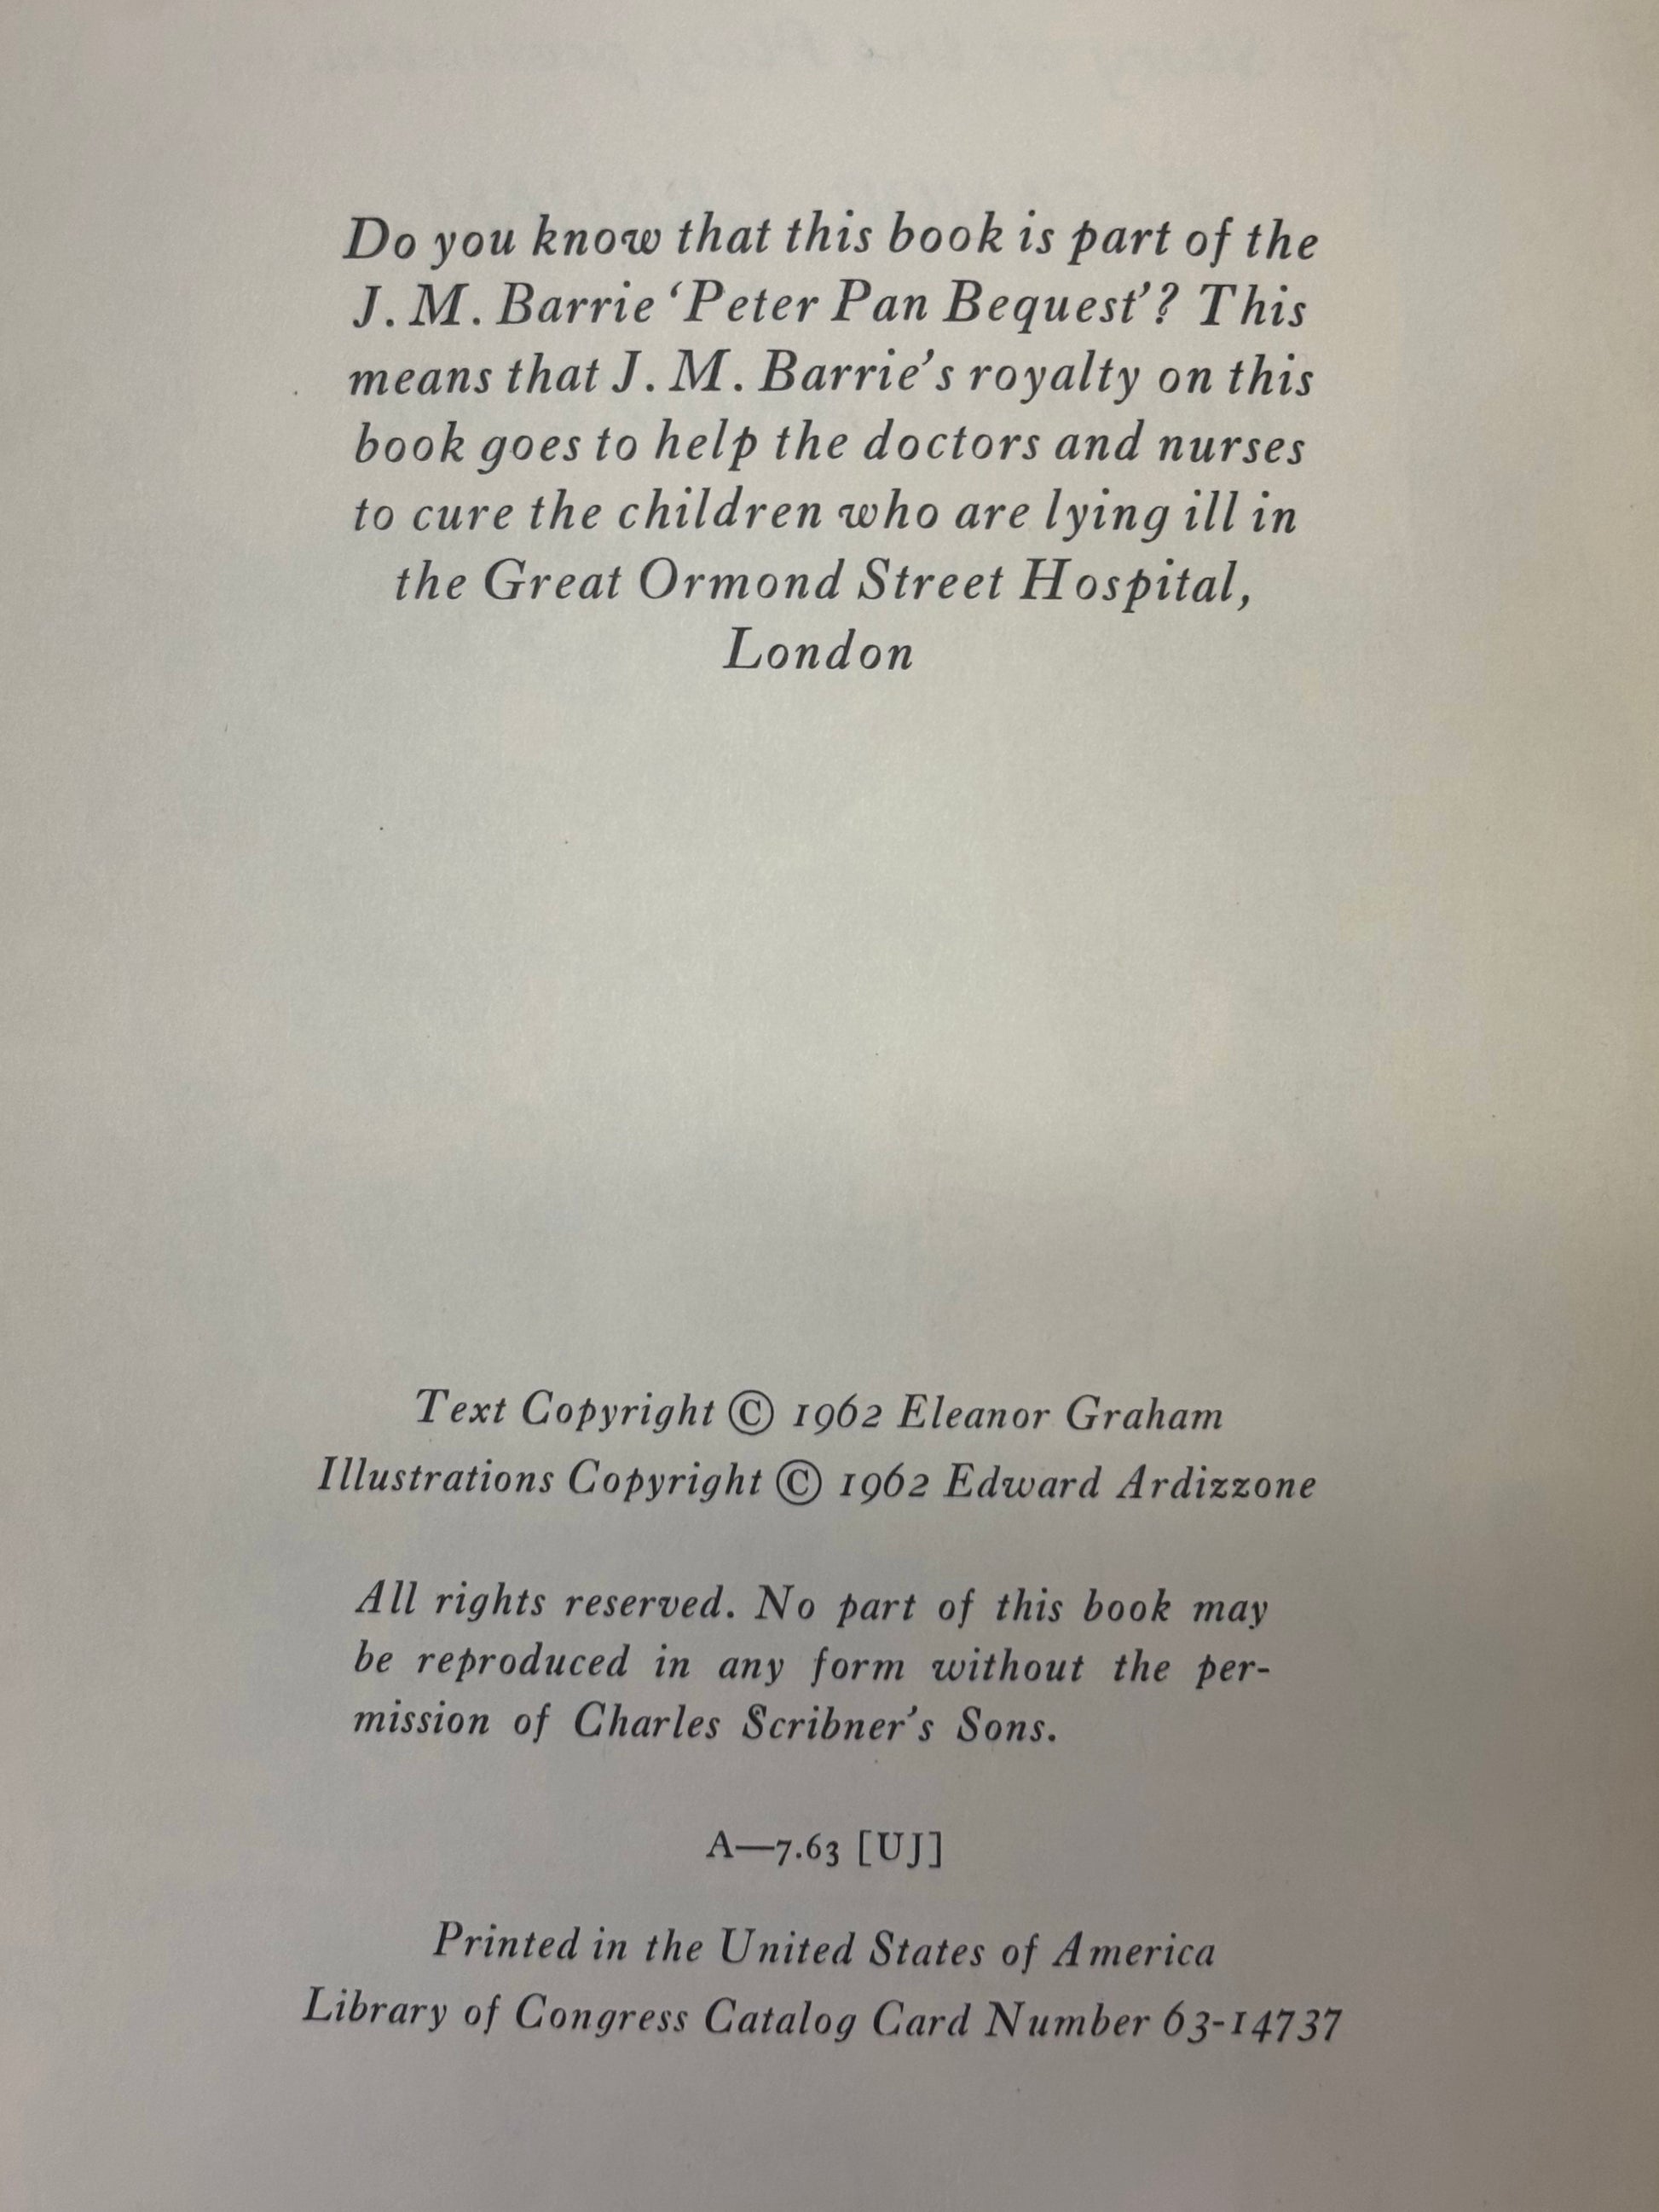 Do you know that this book is part of the
J. M. Barrie ‘Peter Pan Bequest’? This
means that J. M. Barrie’s royalty on this
book goes to help the doctors and nurses
to cure the children who are lying ill in
the Great Ormond Street Hospital,
London
Text Copyright © 1962 Eleanor Graham
Illustrations Copyright © 1962 Edward Ardizzone
All rights reserved. No part of this book may
be reproduced in any form without the per-
mission of Charles Scribner’s Sons.
A—7.63 [UJ]
Printed in the United States of America
Library of Congress Catalog Card Number 63-14737